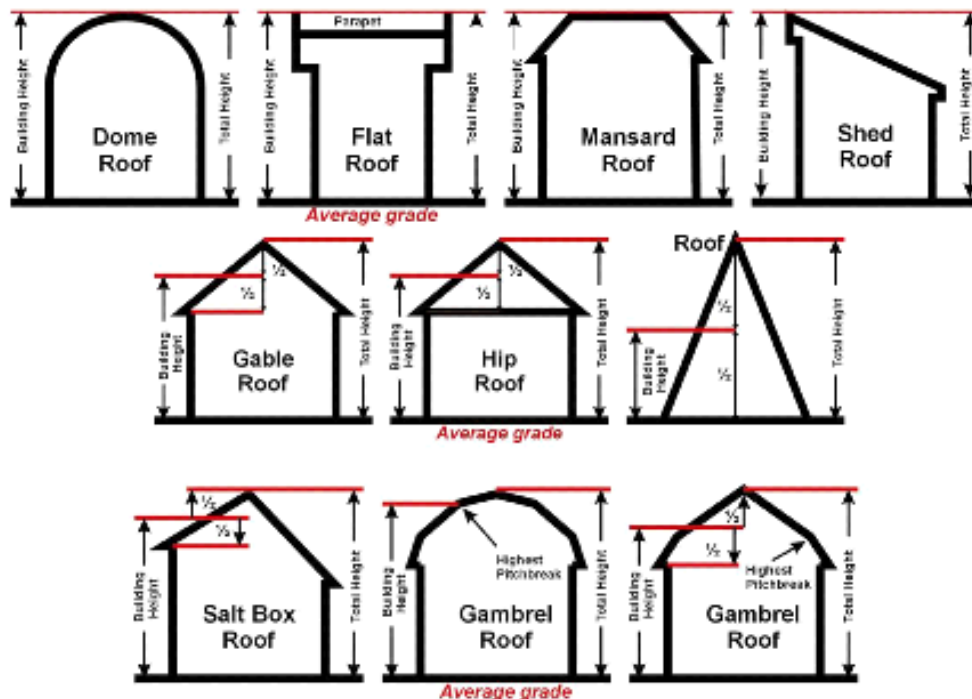 Building Height
Dome
Roof
Total Height
Building Height
Parapet
Flat
Roof
Total Height
Building Height
Mansard
Roof
Total Height
Building Height
Shed
Roof
Total Height
Average grade
Building
Height
½
½
Gable
Roof
Total Height
Building
Height
½
½
Hip
Roof
Total Height
Roof
½
½
Building
Height
Total Height
Average grade
Building
Height
½
½
Salt Box
Roof
Total Height
Building
Height
Highest
Pitchbreak
Gambrel
Roof
Total Height
Building
Height
½
½
Highest
Pitchbreak
Gambrel
Roof
Total Height
Average grade